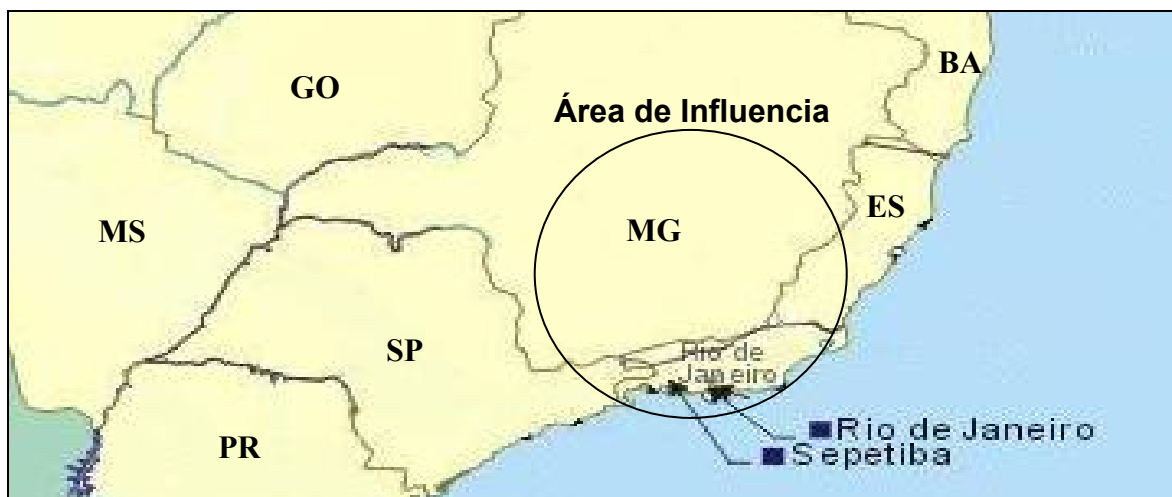 BA
GO
Área de Influencia
ES
MS
MG
SP
Rio de
Janeiro
Rio de Janeiro
PR
Sepetiba